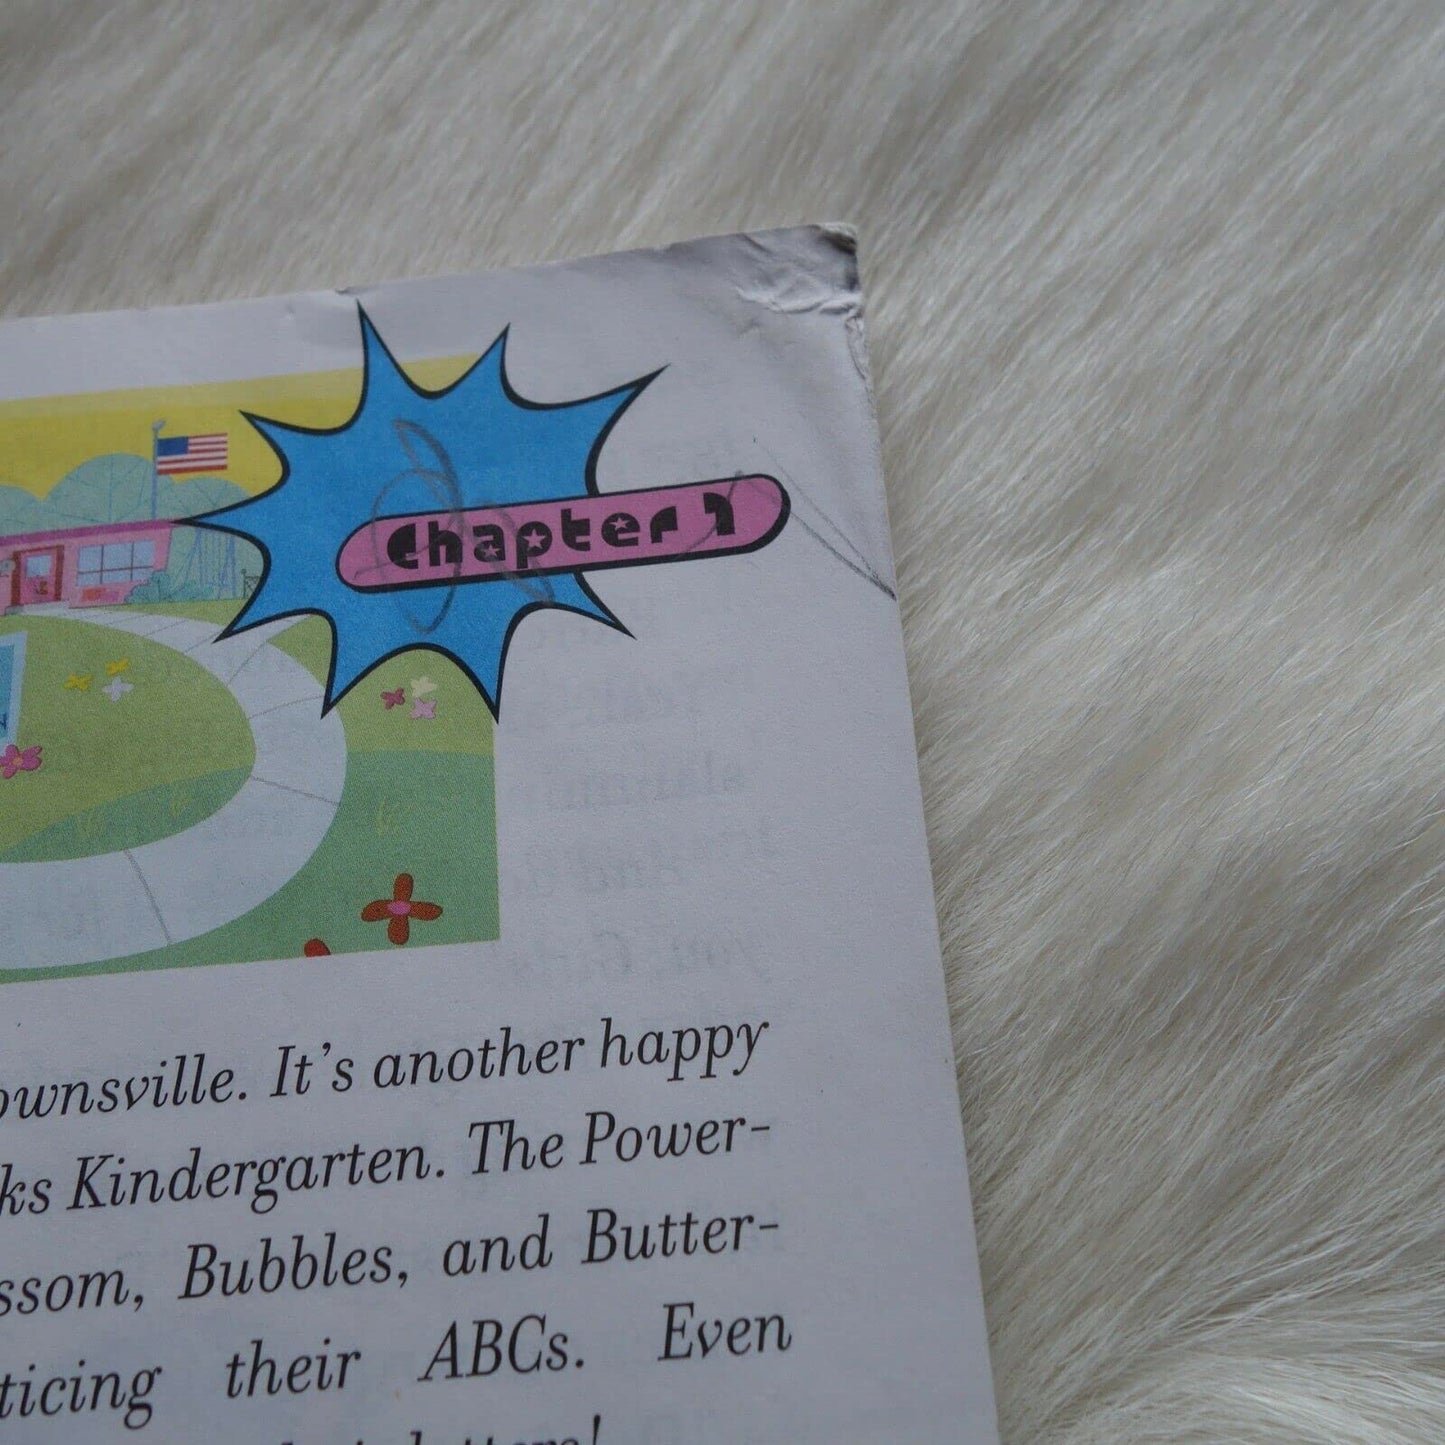 Chapter 1
ownsville. It's another happy
ks Kindergarten. The Power-
ssom, Bubbles, and Butter-
ticing their ABCs. Even